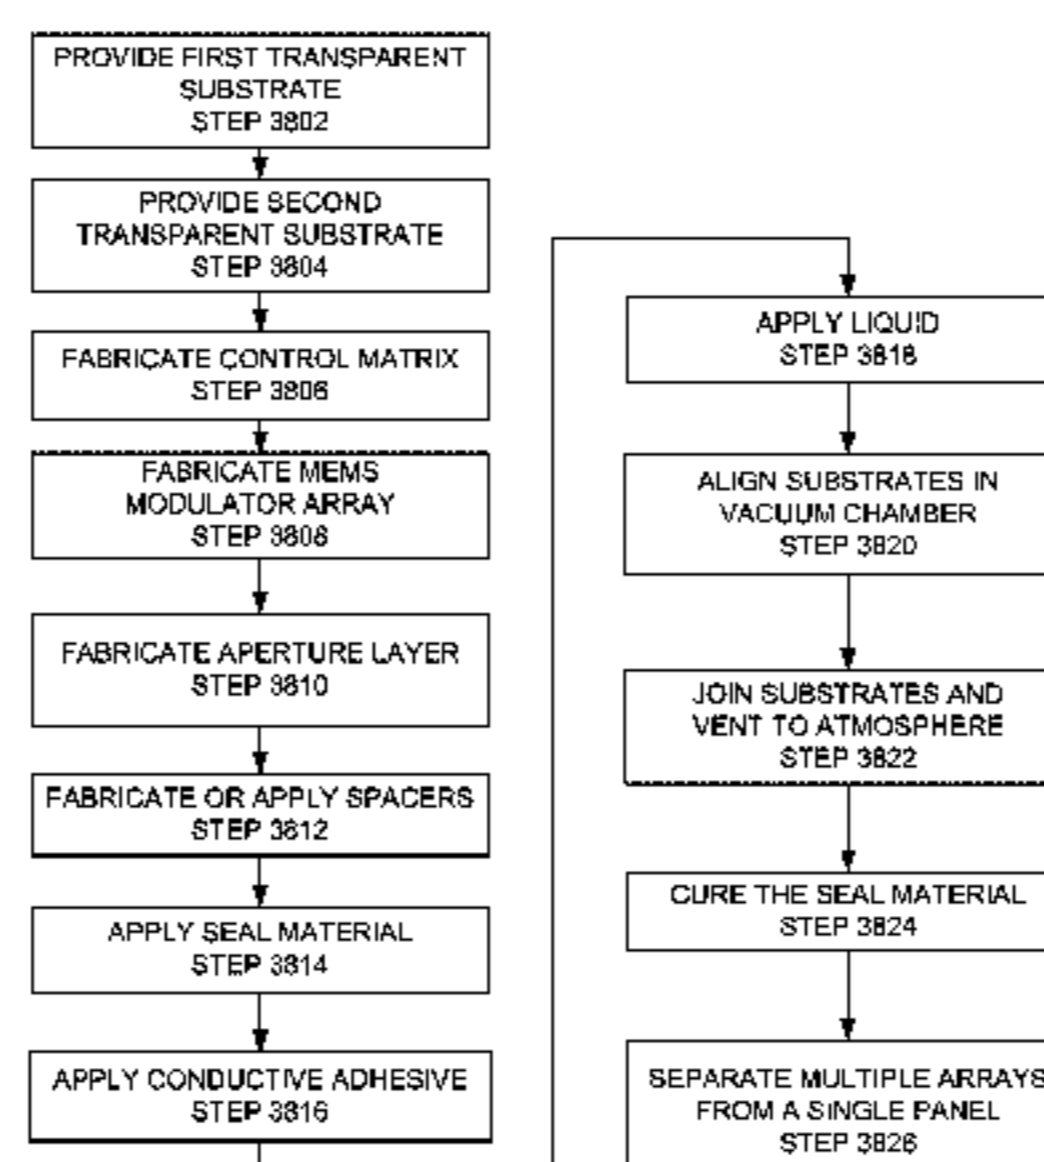 PROVIDE FIRST TRANSPARENT
SUBSTRATE
STEP 3802
PROVIDE SECOND
TRANSPARENT SUBSTRATE
STEP 3804
FABRICATE CONTROL MATRIX
STEP 3806
FABRICATE MEMS
MODULATOR ARRAY
STEP 3808
FABRICATE APERTURE LAYER
STEP 3810
FABRICATE OR APPLY SPACERS
STEP 3812
APPLY SEAL MATERIAL
STEP 3814
APPLY CONDUCTIVE ADHESIVE
STEP 3816
APPLY LIQUID
STEP 3818
ALIGN SUBSTRATES IN
VACUUM CHAMBER
STEP 3820
JOIN SUBSTRATES AND
VENT TO ATMOSPHERE
STEP 3822
CURE THE SEAL MATERIAL
STEP 3824
SEPARATE MULTIPLE ARRAYS
FROM A SINGLE PANEL
STEP 3826